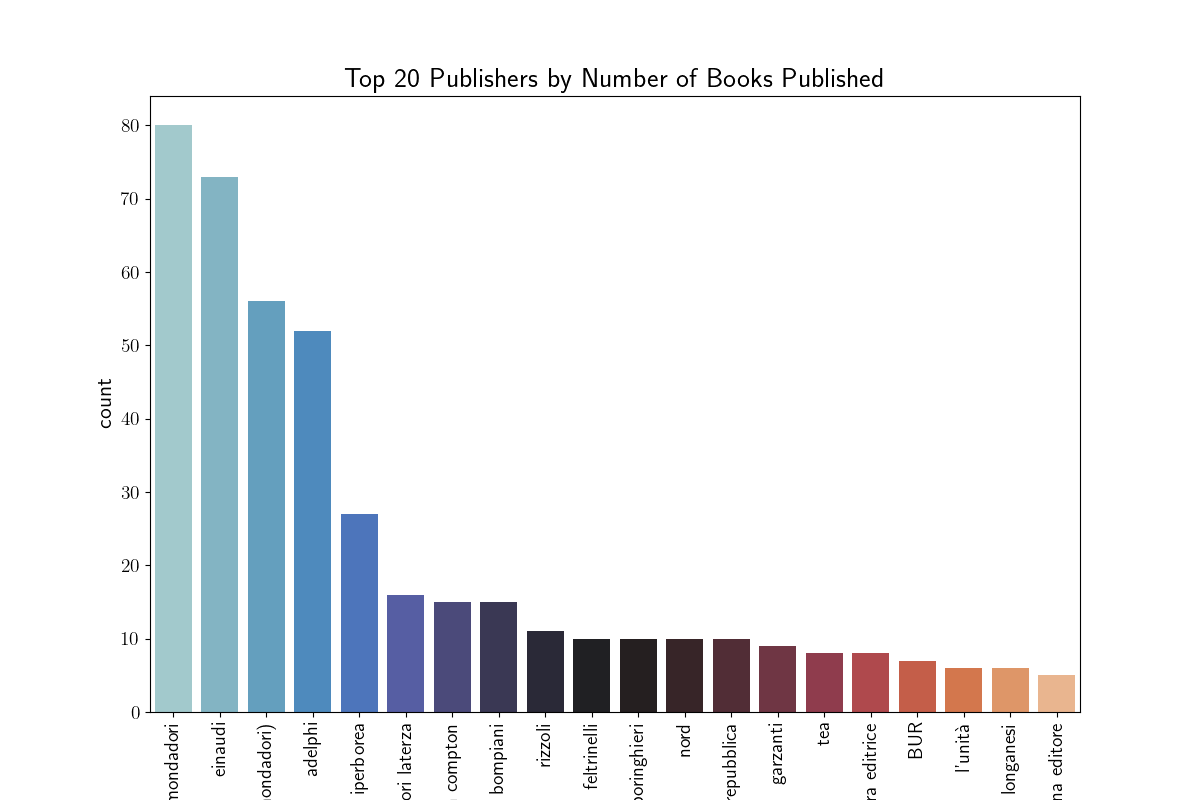 Top 20 Publishers by Number of Books Published
count
80
70
60
50
40
30
20
10
0
mondadori
einaudi
ondadori)
adelphi
iperborea
ori laterza
compton
bompiani
rizzoli
feltrinelli
boringhieri
nord
repubblica
garzanti
tea
ra editrice
BUR
l'unità
longanesi
na editore